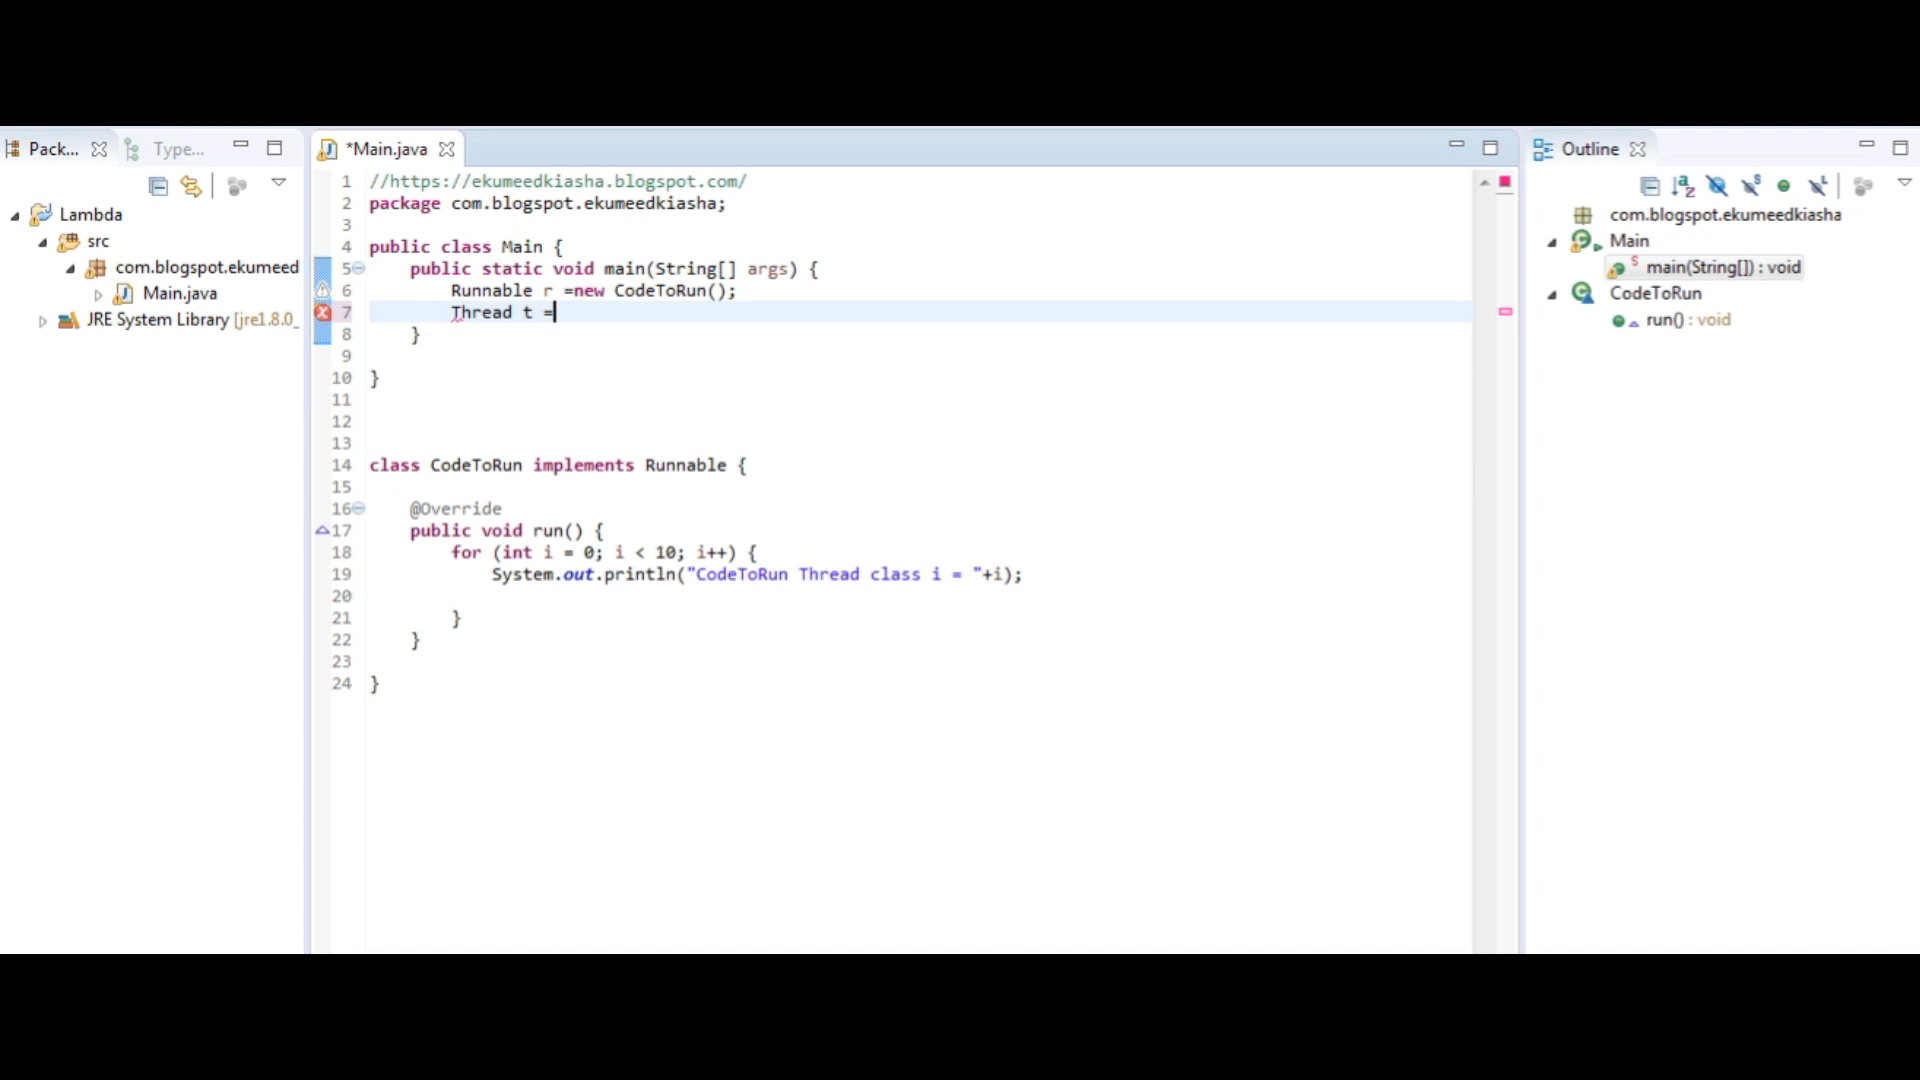 Pack... Type...
Lambda
src
com.blogspot.ekumeed
Main.java
JRE System Library [jre1.8.0_
*Main.java
1 //https://ekumeedkiasha.blogspot.com/
2 package com.blogspot.ekumeedkiasha;
3
4 public class Main {
5 public static void main(String[] args) {
6 Runnable r =new CodeToRun();
7 Thread t =
8 }
9
10 }
11
12
13
14 class CodeToRun implements Runnable {
15
16 @Override
17 public void run() {
18 for (int i = 0; i < 10; i++) {
19 System.out.println("CodeToRun Thread class i = "+i);
20
21 }
22 }
23
24 }
Outline
com.blogspot.ekumeedkiasha
Main
main(String[]) : void
CodeToRun
run() : void